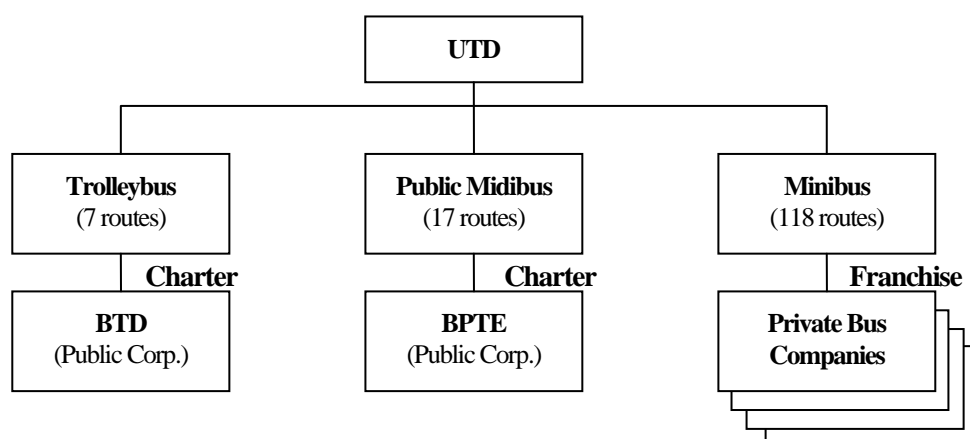 UTD
Trolleybus
(7 routes)
Public Midibus
(17 routes)
Minibus
(118 routes)
Charter
Charter
Franchise
BTD
(Public Corp.)
BPTE
(Public Corp.)
Private Bus
Companies